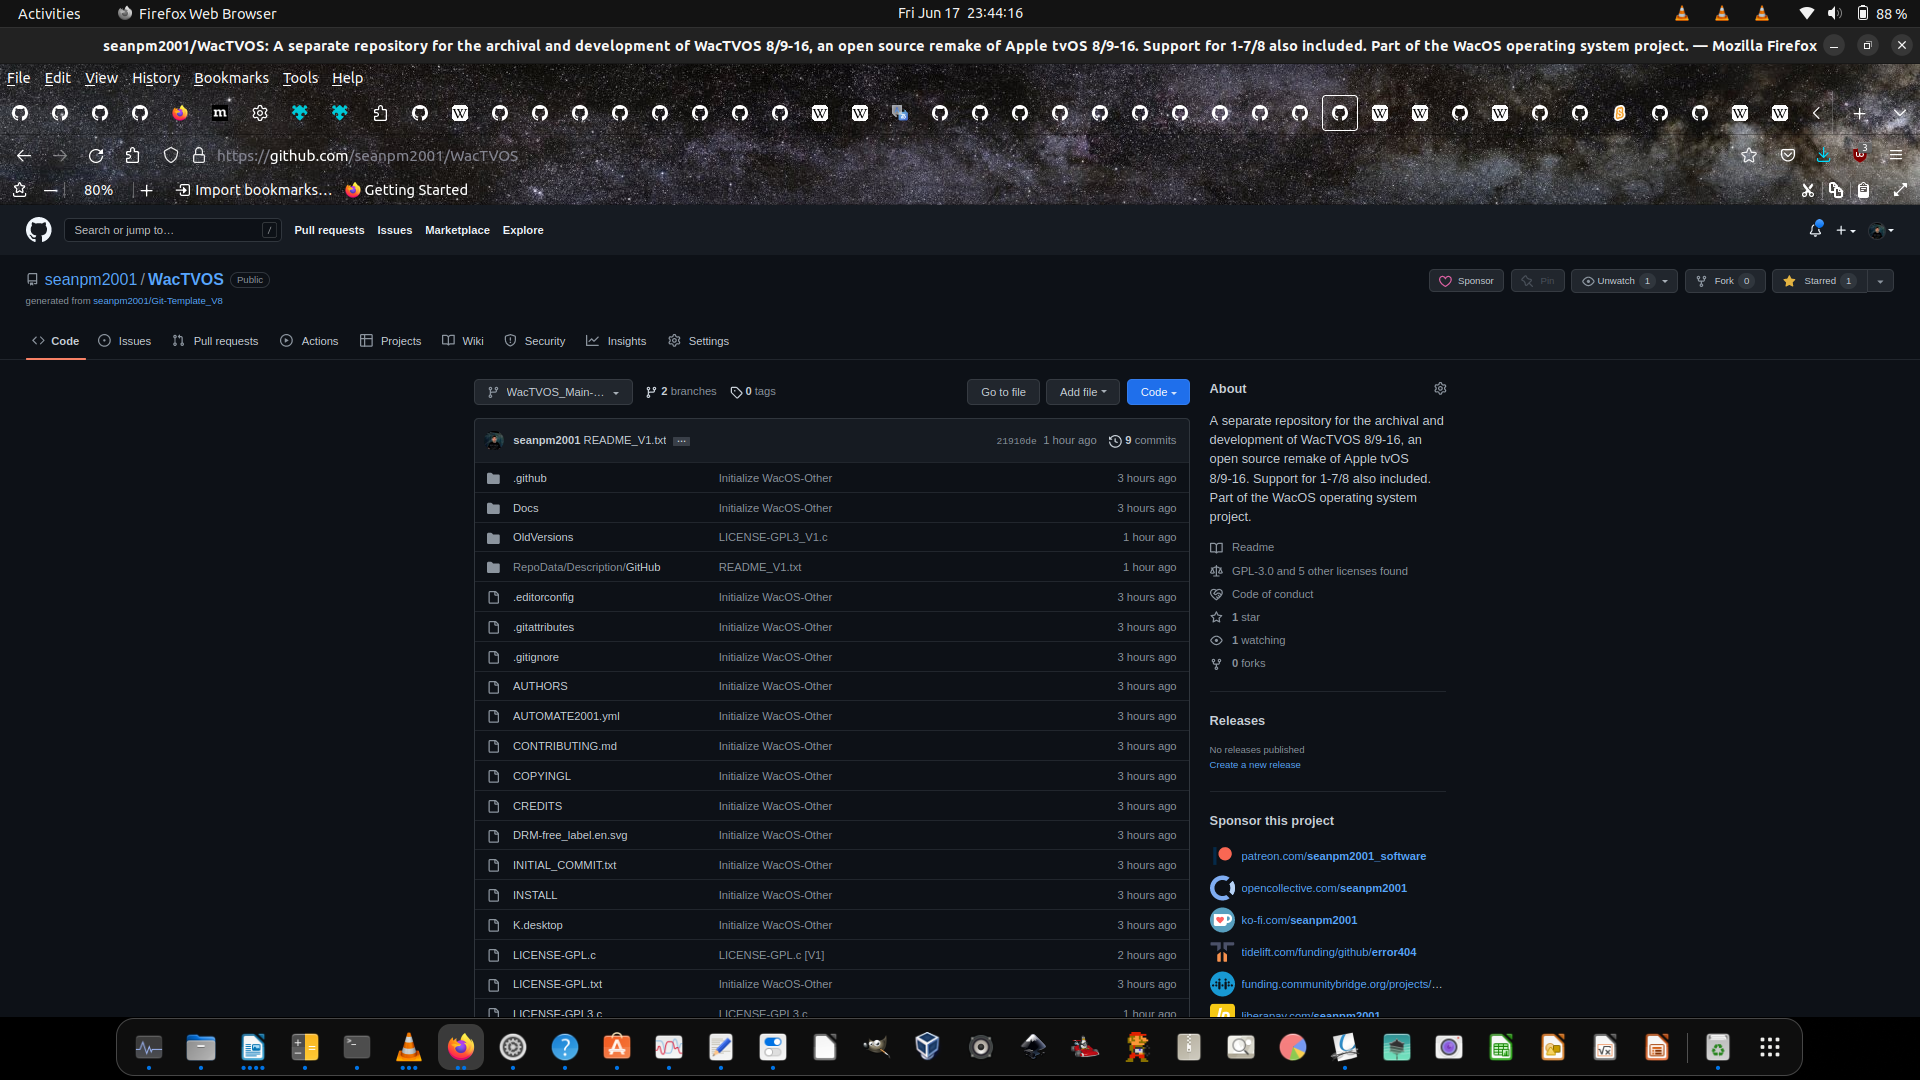 Activities Firefox Web Browser Fri Jun 17 23:44:16 88 %
seanpm2001/WacTVOS: A separate repository for the archival and development of WacTVOS 8/9-16, an open source remake of Apple tvOS 8/9-16. Support for 1-7/8 also included. Part of the WacOS operating system project. — Mozilla Firefox
File Edit View History Bookmarks Tools Help
https://github.com/seanpm2001/WacTVOS 3
80% Import bookmarks… Getting Started
Search or jump to… / Pull requests Issues Marketplace Explore
seanpm2001 / WacTVOS Public Sponsor Pin Unwatch 1 Fork 0 Starred 1
generated from seanpm2001/Git-Template_V8
Code Issues Pull requests Actions Projects Wiki Security Insights Settings
WacTVOS_Main-… 2 branches 0 tags Go to file Add file Code
seanpm2001 README_V1.txt … 21910de 1 hour ago 9 commits
.github Initialize WacOS-Other 3 hours ago
Docs Initialize WacOS-Other 3 hours ago
OldVersions LICENSE-GPL3_V1.c 1 hour ago
RepoData/Description/GitHub README_V1.txt 1 hour ago
.editorconfig Initialize WacOS-Other 3 hours ago
.gitattributes Initialize WacOS-Other 3 hours ago
.gitignore Initialize WacOS-Other 3 hours ago
AUTHORS Initialize WacOS-Other 3 hours ago
AUTOMATE2001.yml Initialize WacOS-Other 3 hours ago
CONTRIBUTING.md Initialize WacOS-Other 3 hours ago
COPYINGL Initialize WacOS-Other 3 hours ago
CREDITS Initialize WacOS-Other 3 hours ago
DRM-free_label.en.svg Initialize WacOS-Other 3 hours ago
INITIAL_COMMIT.txt Initialize WacOS-Other 3 hours ago
INSTALL Initialize WacOS-Other 3 hours ago
K.desktop Initialize WacOS-Other 3 hours ago
LICENSE-GPL.c LICENSE-GPL.c [V1] 2 hours ago
LICENSE-GPL.txt Initialize WacOS-Other 3 hours ago
LICENSE-GPL3.c LICENSE-GPL3.c 1 hour ago
About
A separate repository for the archival and
development of WacTVOS 8/9-16, an
open source remake of Apple tvOS
8/9-16. Support for 1-7/8 also included.
Part of the WacOS operating system
project.
Readme
GPL-3.0 and 5 other licenses found
Code of conduct
1 star
1 watching
0 forks
Releases
No releases published
Create a new release
Sponsor this project
patreon.com/seanpm2001_software
opencollective.com/seanpm2001
ko-fi.com/seanpm2001
tidelift.com/funding/github/error404
funding.communitybridge.org/projects/…
liberapay.com/seanpm2001